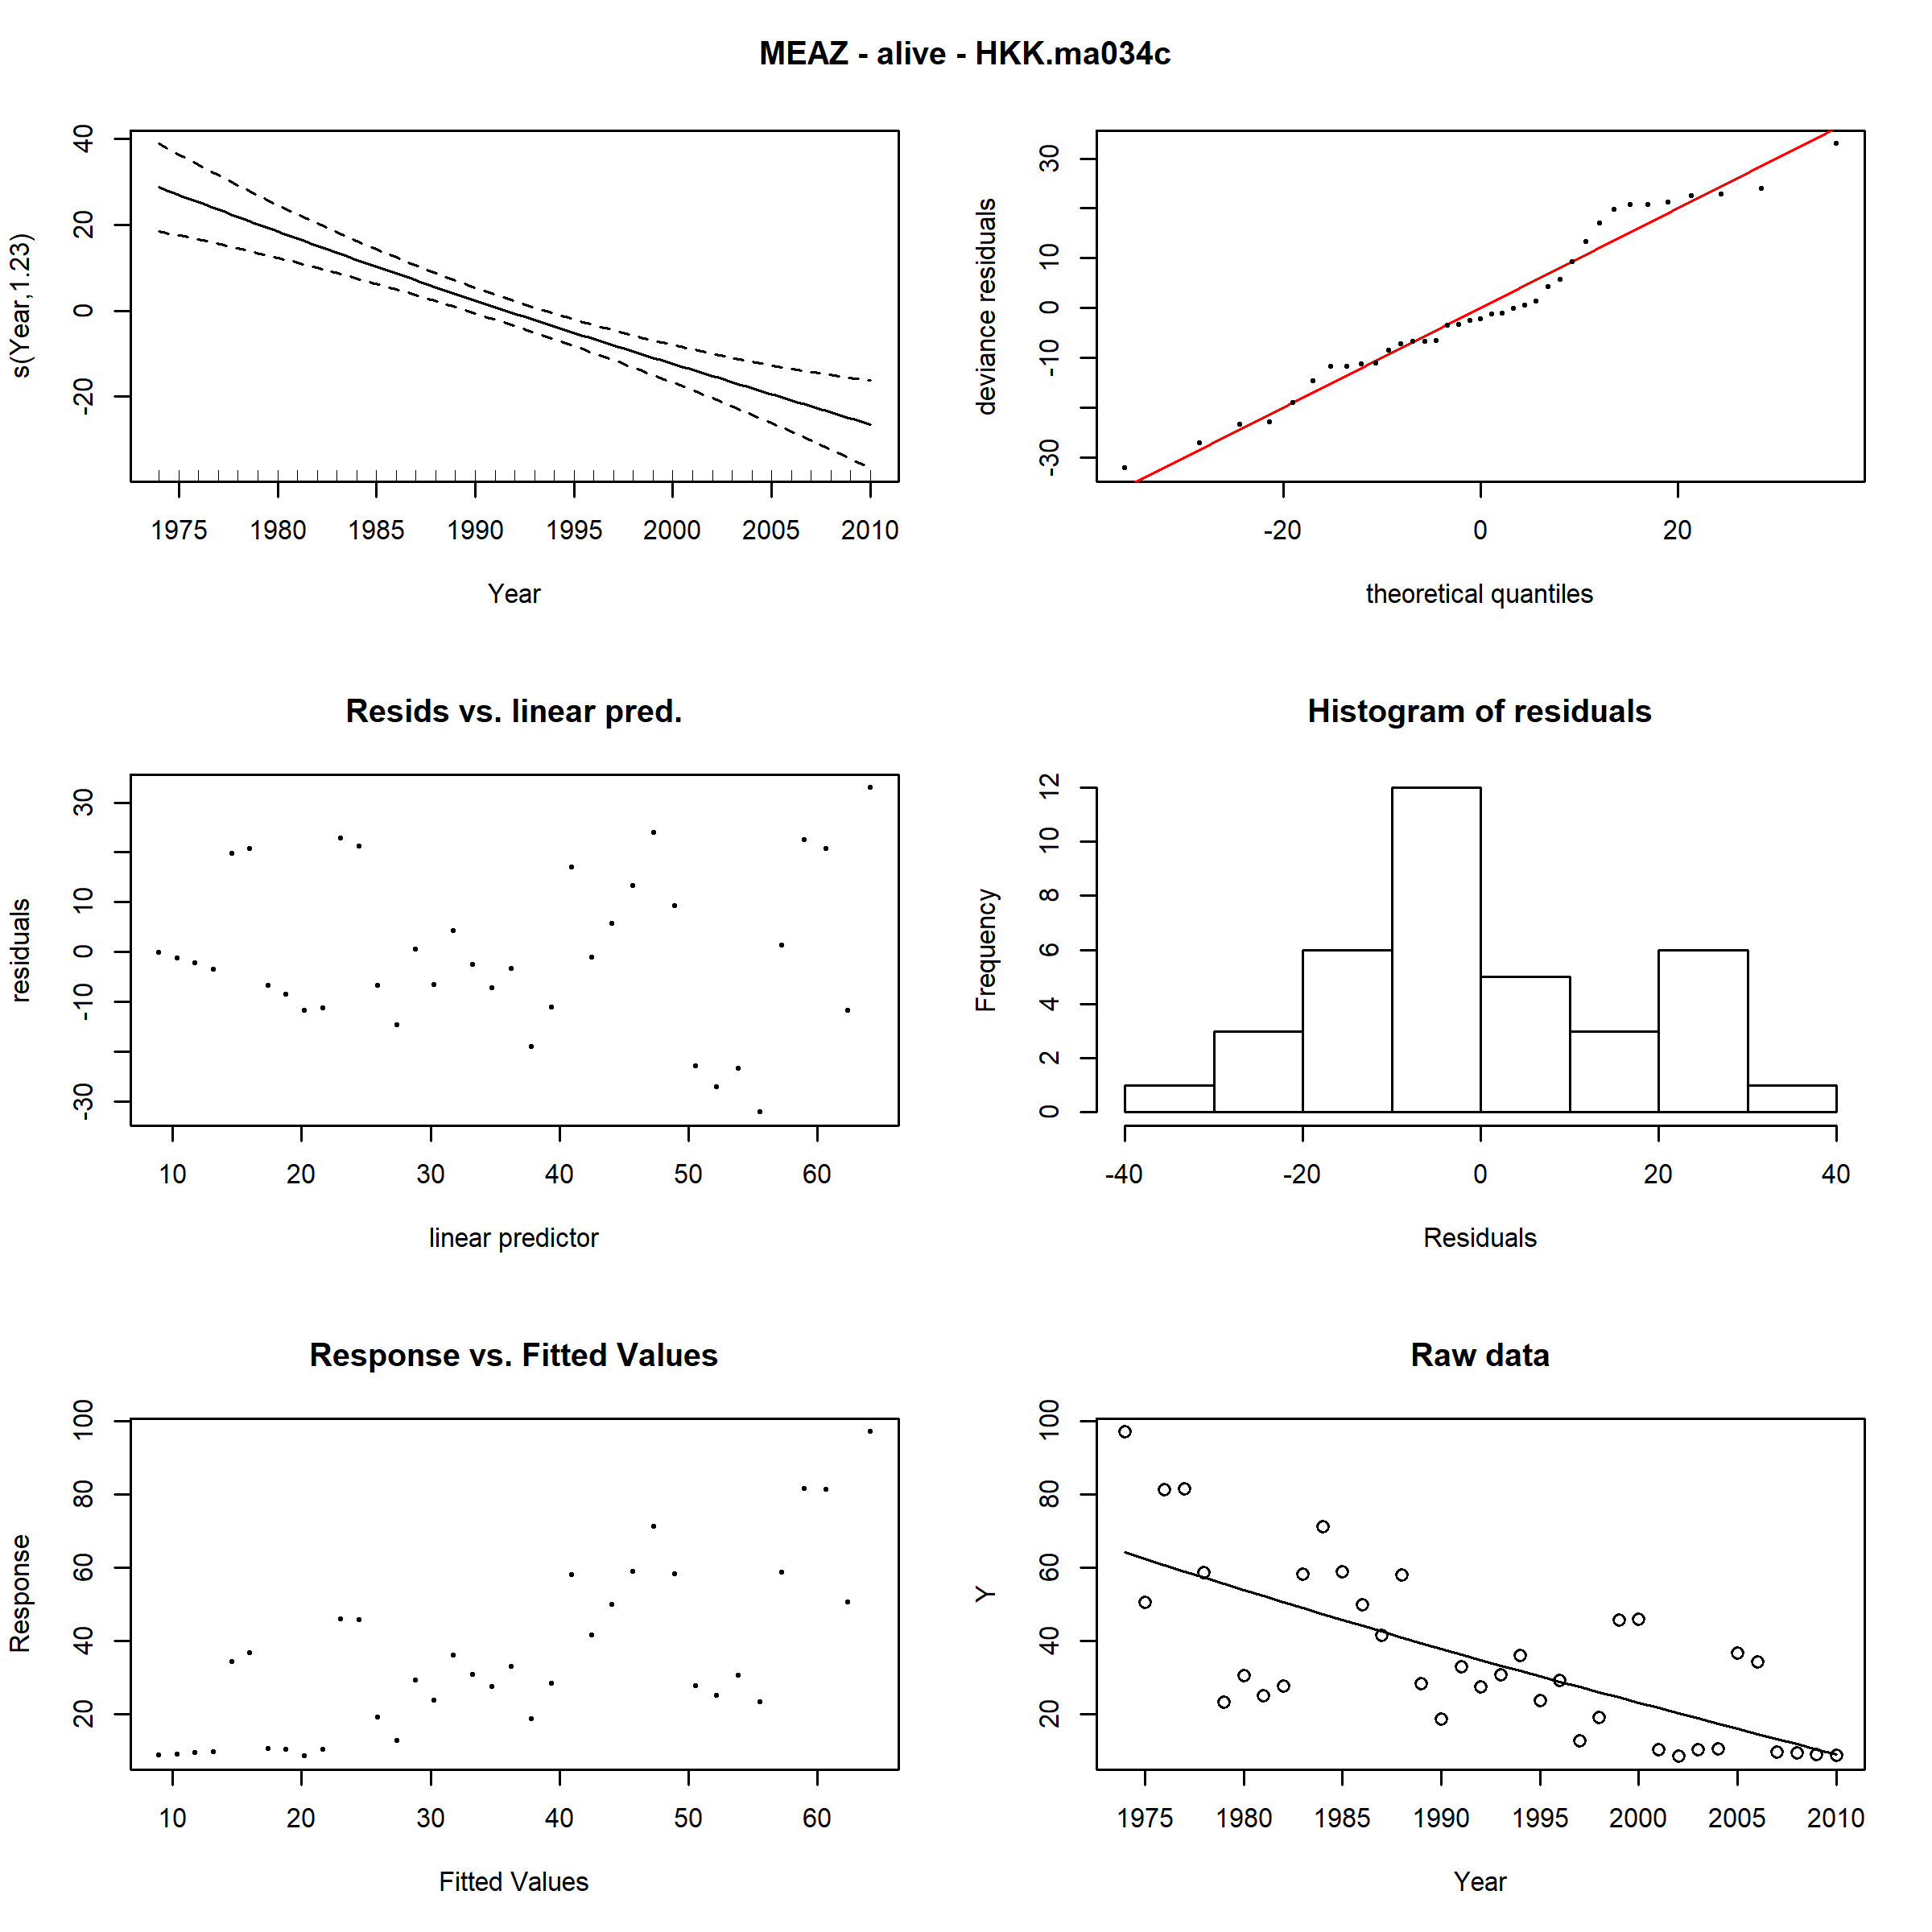 MEAZ - alive - HKK.ma034c
s(Year,1.23)
40
20
0
-20
1975 1980 1985 1990 1995 2000 2005 2010
Year
deviance residuals
30
10
0
-10
-30
-20 0 20
theoretical quantiles
Resids vs. linear pred.
residuals
30
10
0
-10
-30
10 20 30 40 50 60
linear predictor
Histogram of residuals
Frequency
12
10
8
6
4
2
0
-40 -20 0 20 40
Residuals
Response vs. Fitted Values
Response
100
80
60
40
20
10 20 30 40 50 60
Fitted Values
Raw data
Y
100
80
60
40
20
1975 1980 1985 1990 1995 2000 2005 2010
Year